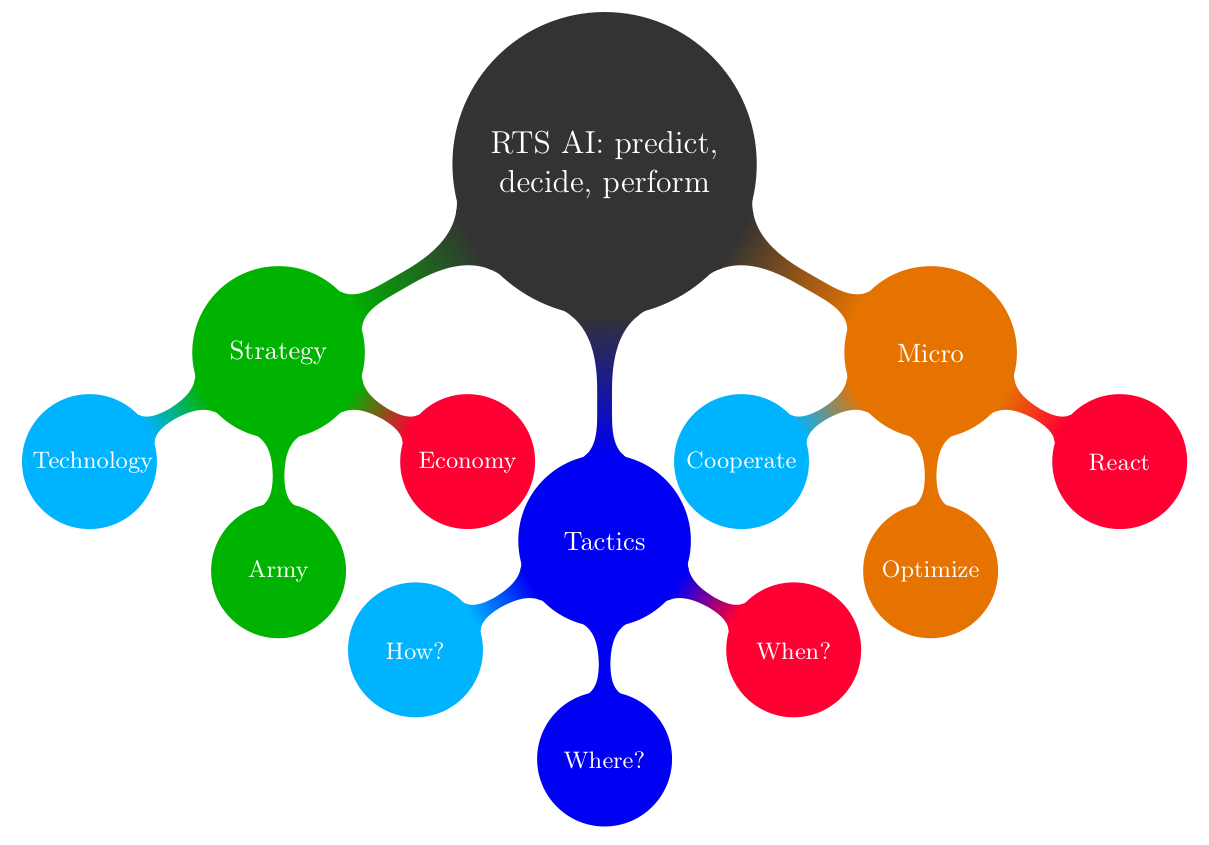 RTS AI: predict,
decide, perform
Strategy
Micro
Technology
Economy
Cooperate
React
Tactics
Army
Optimize
How?
When?
Where?